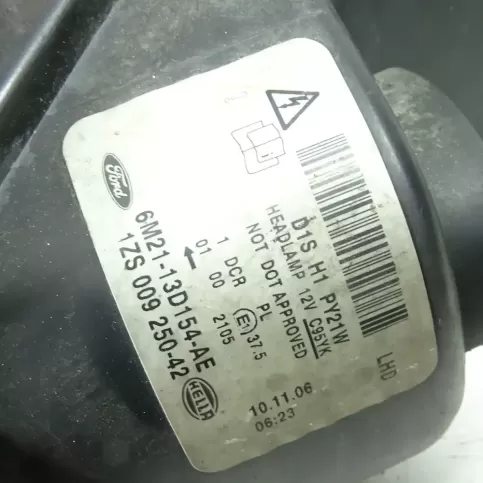 D1S H1 PY21W
HEADLAMP 12V C95YK
NOT DOT APPROVED
1 DCR PL E1 37.5
01 00 2105
LHD
Ford
6M21-13D154-AE
1ZS 009 250-42
HELLA
10.11.06
06:23